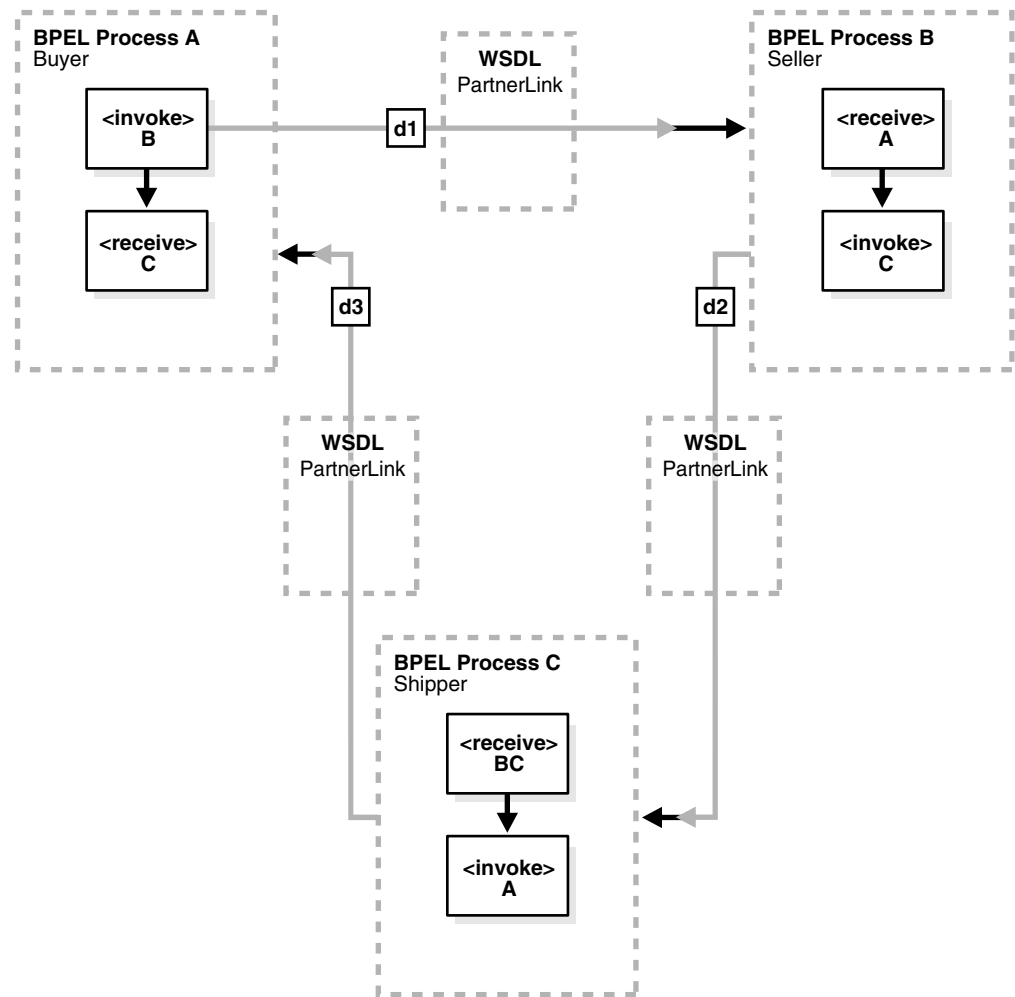 BPEL Process A
Buyer
<invoke>
B
<receive>
C
d1
WSDL
PartnerLink
BPEL Process B
Seller
<receive>
A
<invoke>
C
d3
d2
WSDL
PartnerLink
WSDL
PartnerLink
BPEL Process C
Shipper
<receive>
BC
<invoke>
A